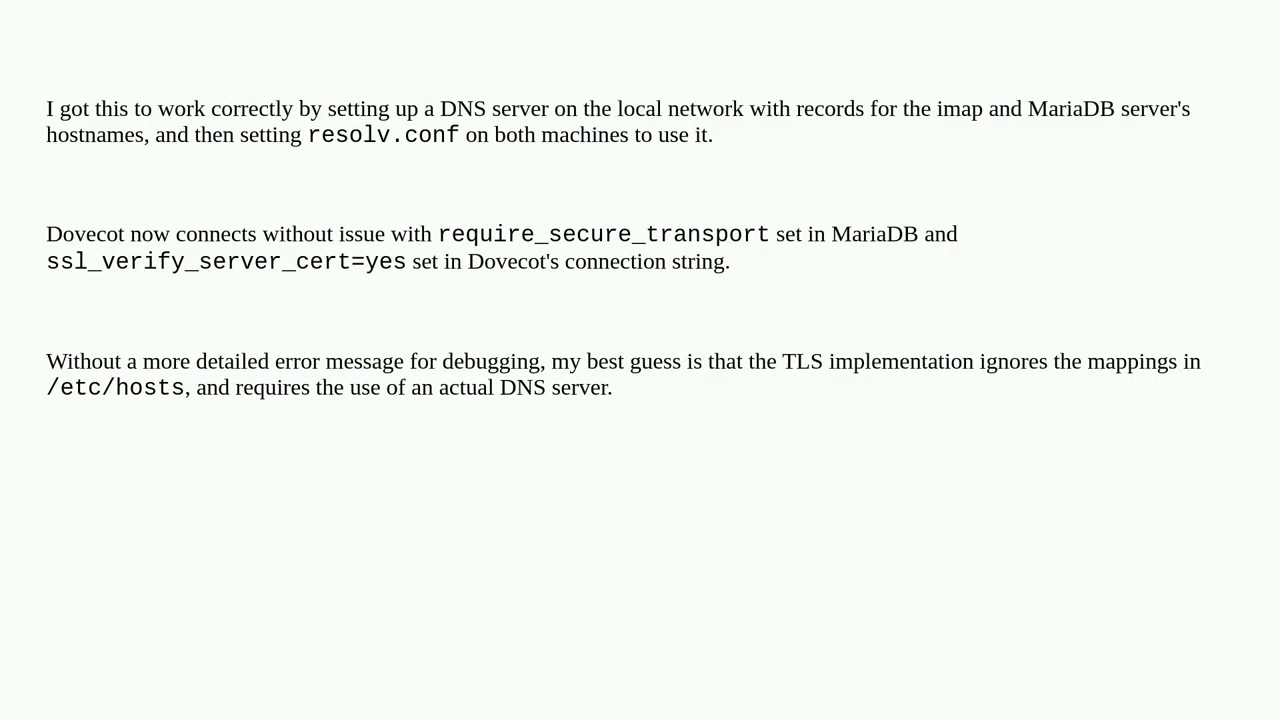 I got this to work correctly by setting up a DNS server on the local network with records for the imap and MariaDB server's
hostnames, and then setting resolv.conf on both machines to use it.
Dovecot now connects without issue with require_secure_transport set in MariaDB and
ssl_verify_server_cert=yes set in Dovecot's connection string.
Without a more detailed error message for debugging, my best guess is that the TLS implementation ignores the mappings in
/etc/hosts, and requires the use of an actual DNS server.